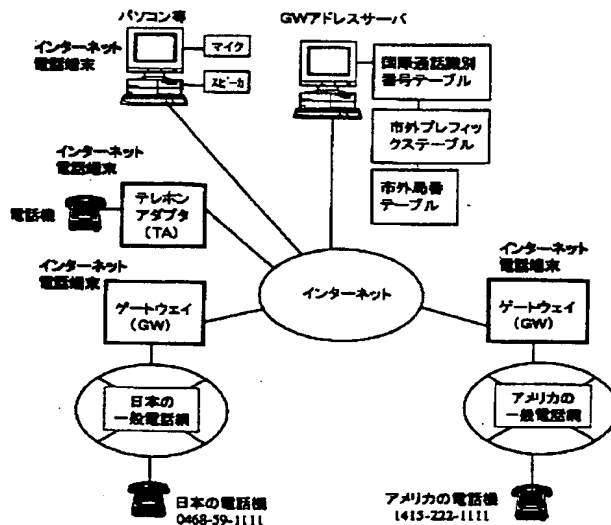 パソコン等
GWアドレスサーバ
インターネット
電話端末
マイク
スピーカ
国際通話識別
番号テーブル
市外プレフィッ
クステーブル
市外局番
テーブル
インターネット
電話端末
電話機
テレホン
アダプタ
(TA)
インターネット
電話端末
ゲートウェイ
(GW)
インターネット
インターネット
電話端末
ゲートウェイ
(GW)
日本の
一般電話網
アメリカの
一般電話網
日本の電話機
0468-59-1111
アメリカの電話機
1415-222-1111